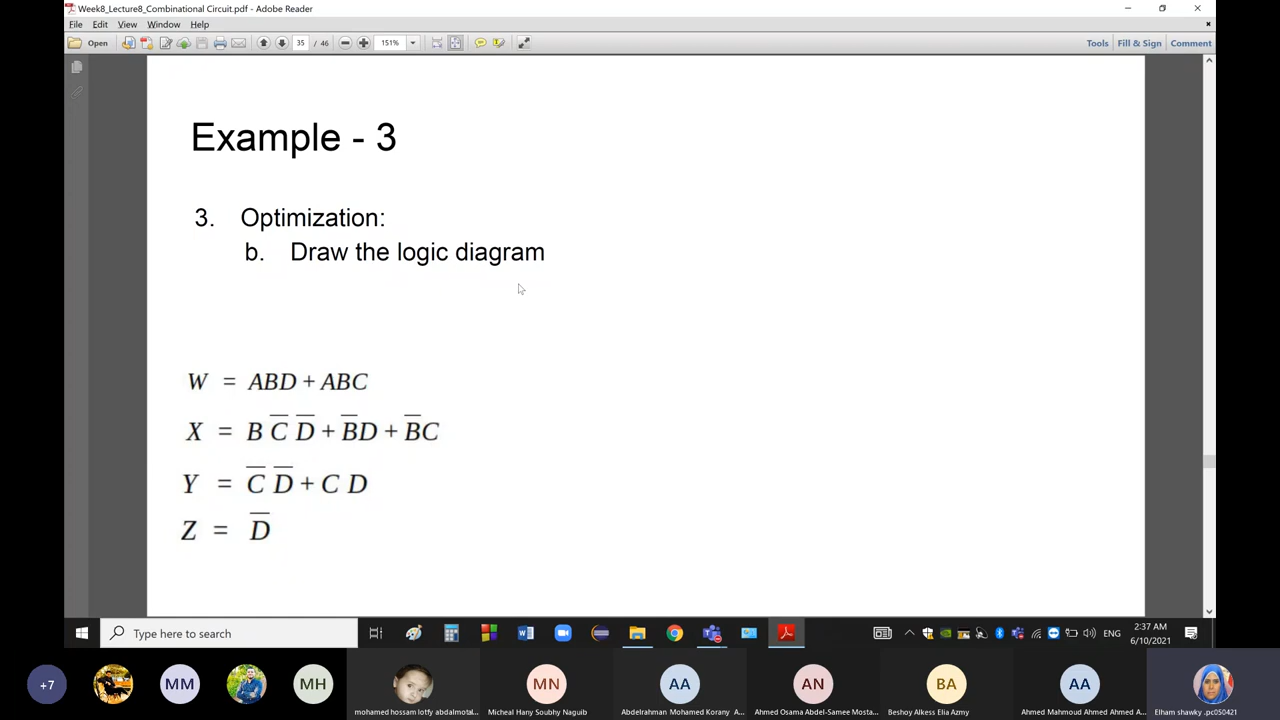 Week8_Lecture8_Combinational Circuit.pdf - Adobe Reader
File Edit View Window Help
Open 35 / 46 151% Tools Fill & Sign Comment
Example - 3
3. Optimization:
b. Draw the logic diagram
W = ABD + ABC
X = B C̅ D̅ + B̅D + B̅C
Y = C̅ D̅ + C D
Z = D̅
Type here to search
ENG
2:37 AM
6/10/2021
+7 MM MH MN AA AN BA AA
mohamed hossam lotfy abdalmotal... Micheal Hany Soubhy Naguib Abdelrahman Mohamed Korany A... Ahmed Osama Abdel-Samee Mosta... Beshoy Alkess Elia Azmy Ahmed Mahmoud Ahmed Ahmed A... Elham shawky .pc050421